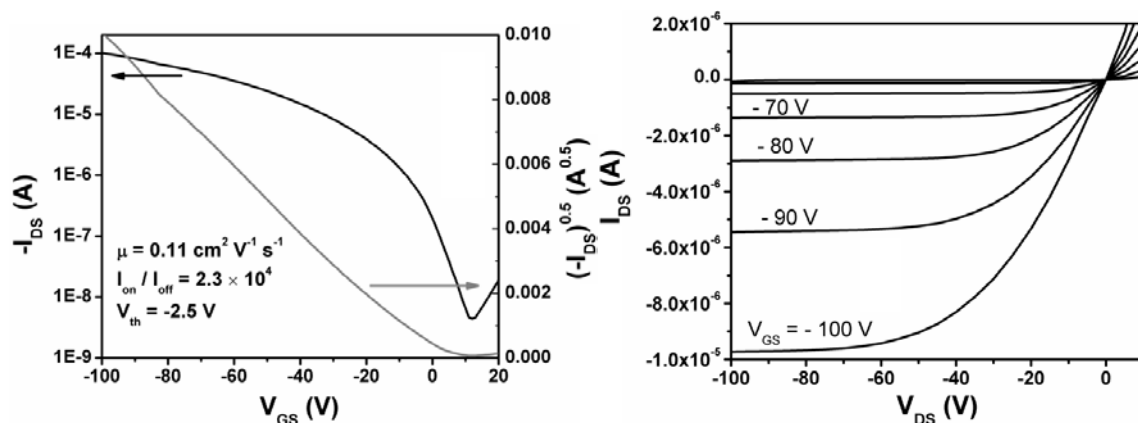 1E-4
1E-5
1E-6
1E-7
1E-8
1E-9
-I_DS (A)
μ = 0.11 cm² V⁻¹ s⁻¹
I_on / I_off = 2.3 × 10⁴
V_th = -2.5 V
-100 -80 -60 -40 -20 0 20
V_GS (V)
0.010
0.008
0.006
0.004
0.002
0.000
(-I_DS)^0.5 (A^0.5)
2.0x10⁻⁶
0.0
-2.0x10⁻⁶
-4.0x10⁻⁶
-6.0x10⁻⁶
-8.0x10⁻⁶
-1.0x10⁻⁵
I_DS (A)
- 70 V
- 80 V
- 90 V
V_GS = - 100 V
-100 -80 -60 -40 -20 0
V_DS (V)